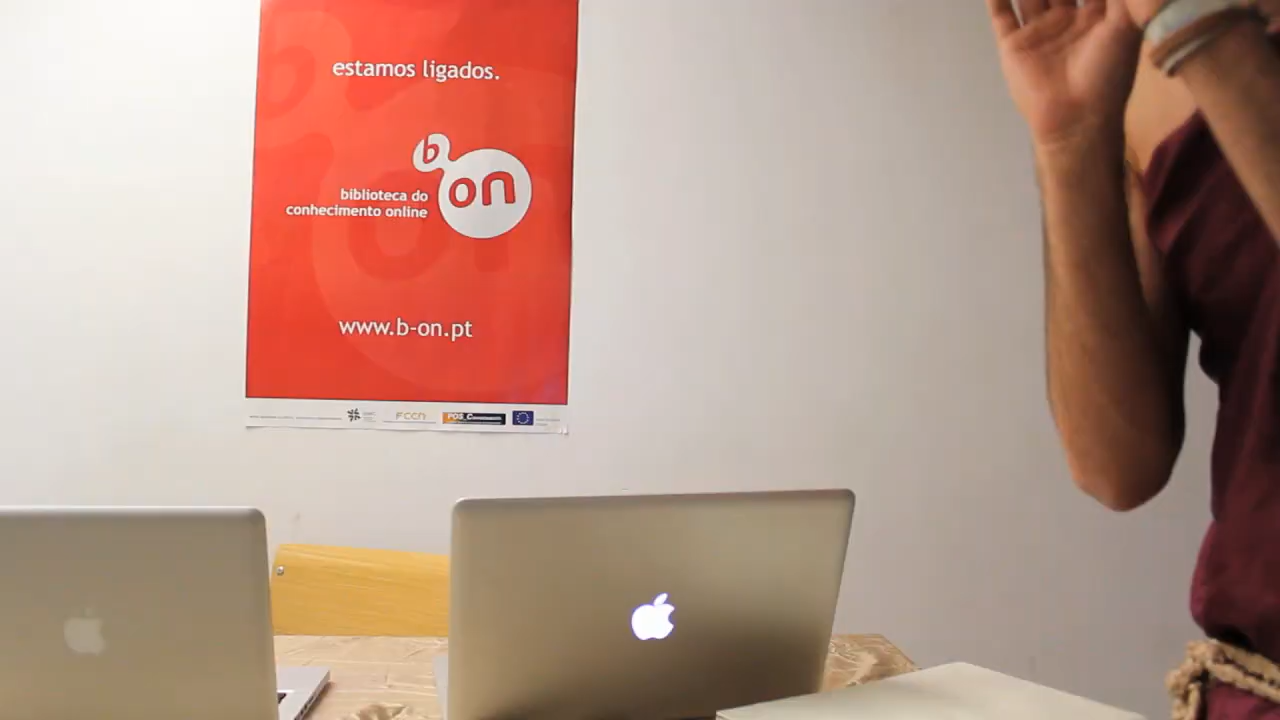 estamos ligados.
b
on
biblioteca do
conhecimento online
www.b-on.pt
FCCN